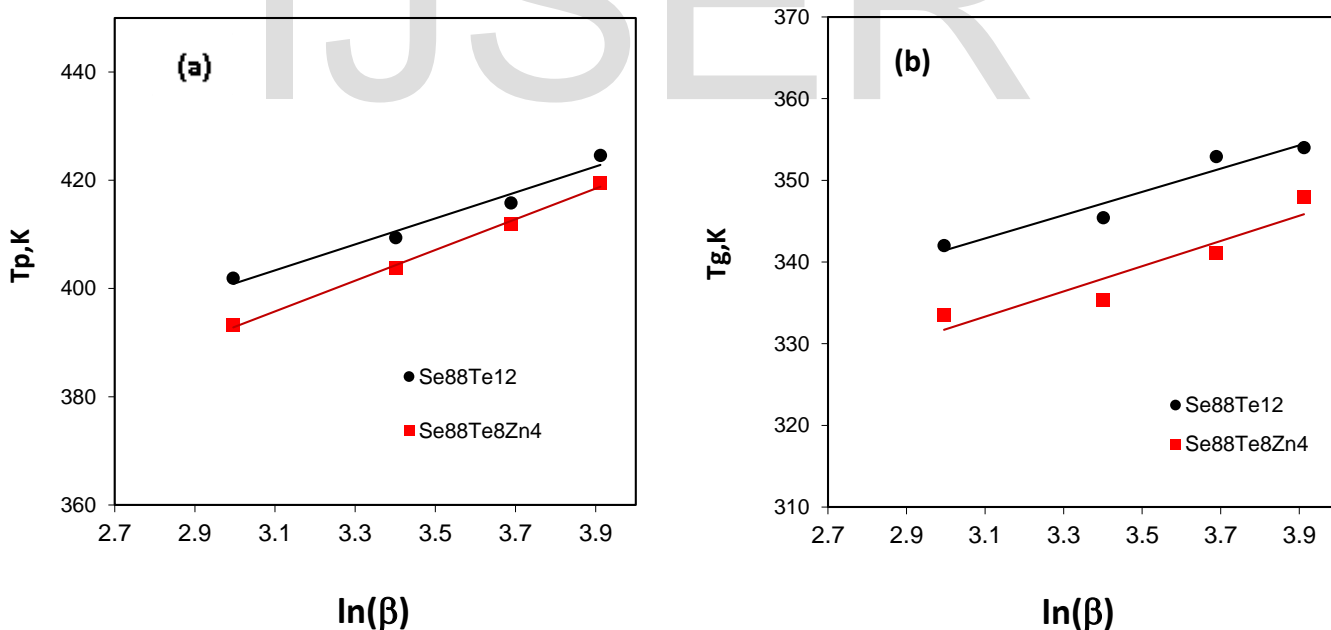 IJSER
(a)
440
420
400
380
360
Tp,K
Se88Te12
Se88Te8Zn4
2.7 2.9 3.1 3.3 3.5 3.7 3.9
ln(β)
(b)
370
360
350
340
330
320
310
Tg,K
Se88Te12
Se88Te8Zn4
2.7 2.9 3.1 3.3 3.5 3.7 3.9
ln(β)